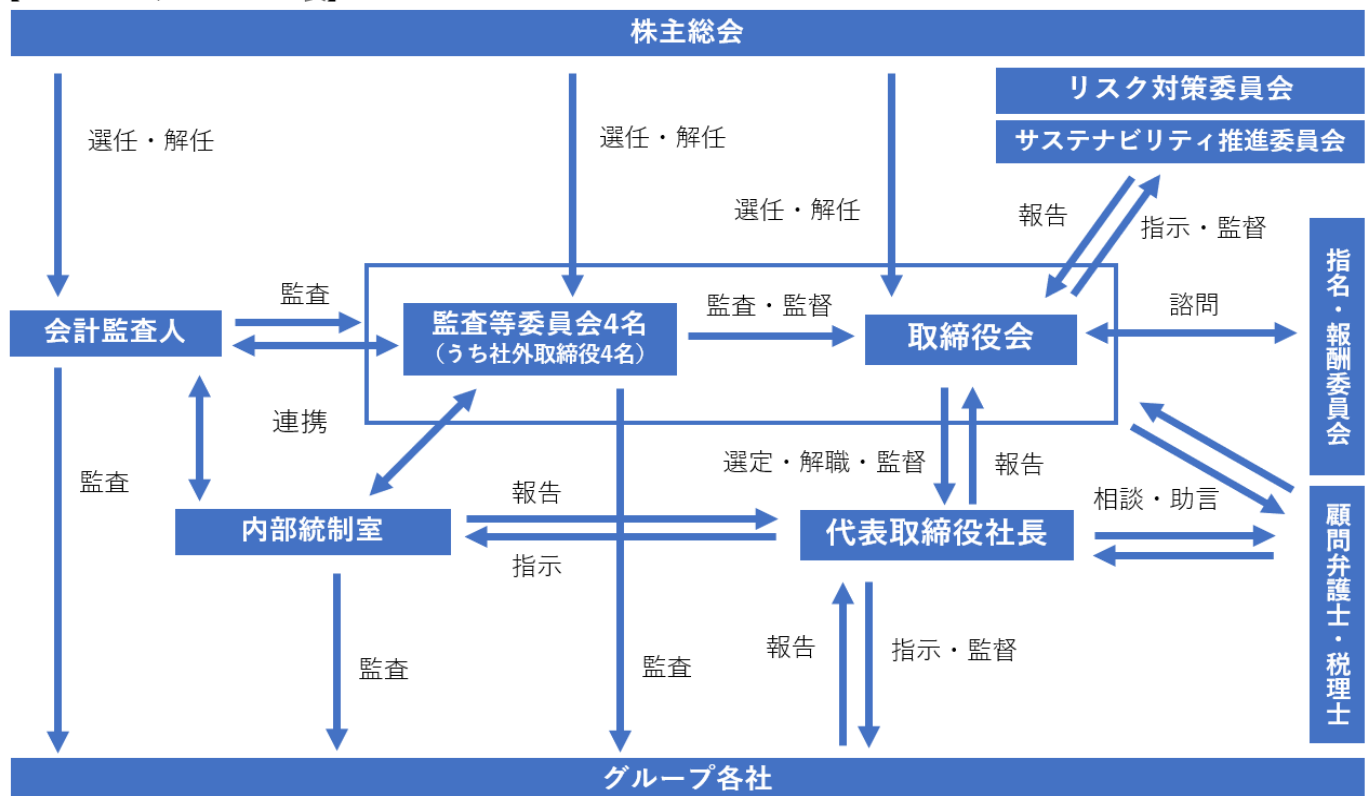 株主総会
リスク対策委員会
サステナビリティ推進委員会
選任・解任
選任・解任
選任・解任
報告
指示・監督
指名・報酬委員会
監査
会計監査人
監査等委員会4名
（うち社外取締役4名）
監査・監督
取締役会
諮問
連携
監査
選定・解職・監督
報告
報告
相談・助言
内部統制室
代表取締役社長
指示
顧問弁護士・税理士
監査
監査
報告
指示・監督
グループ各社